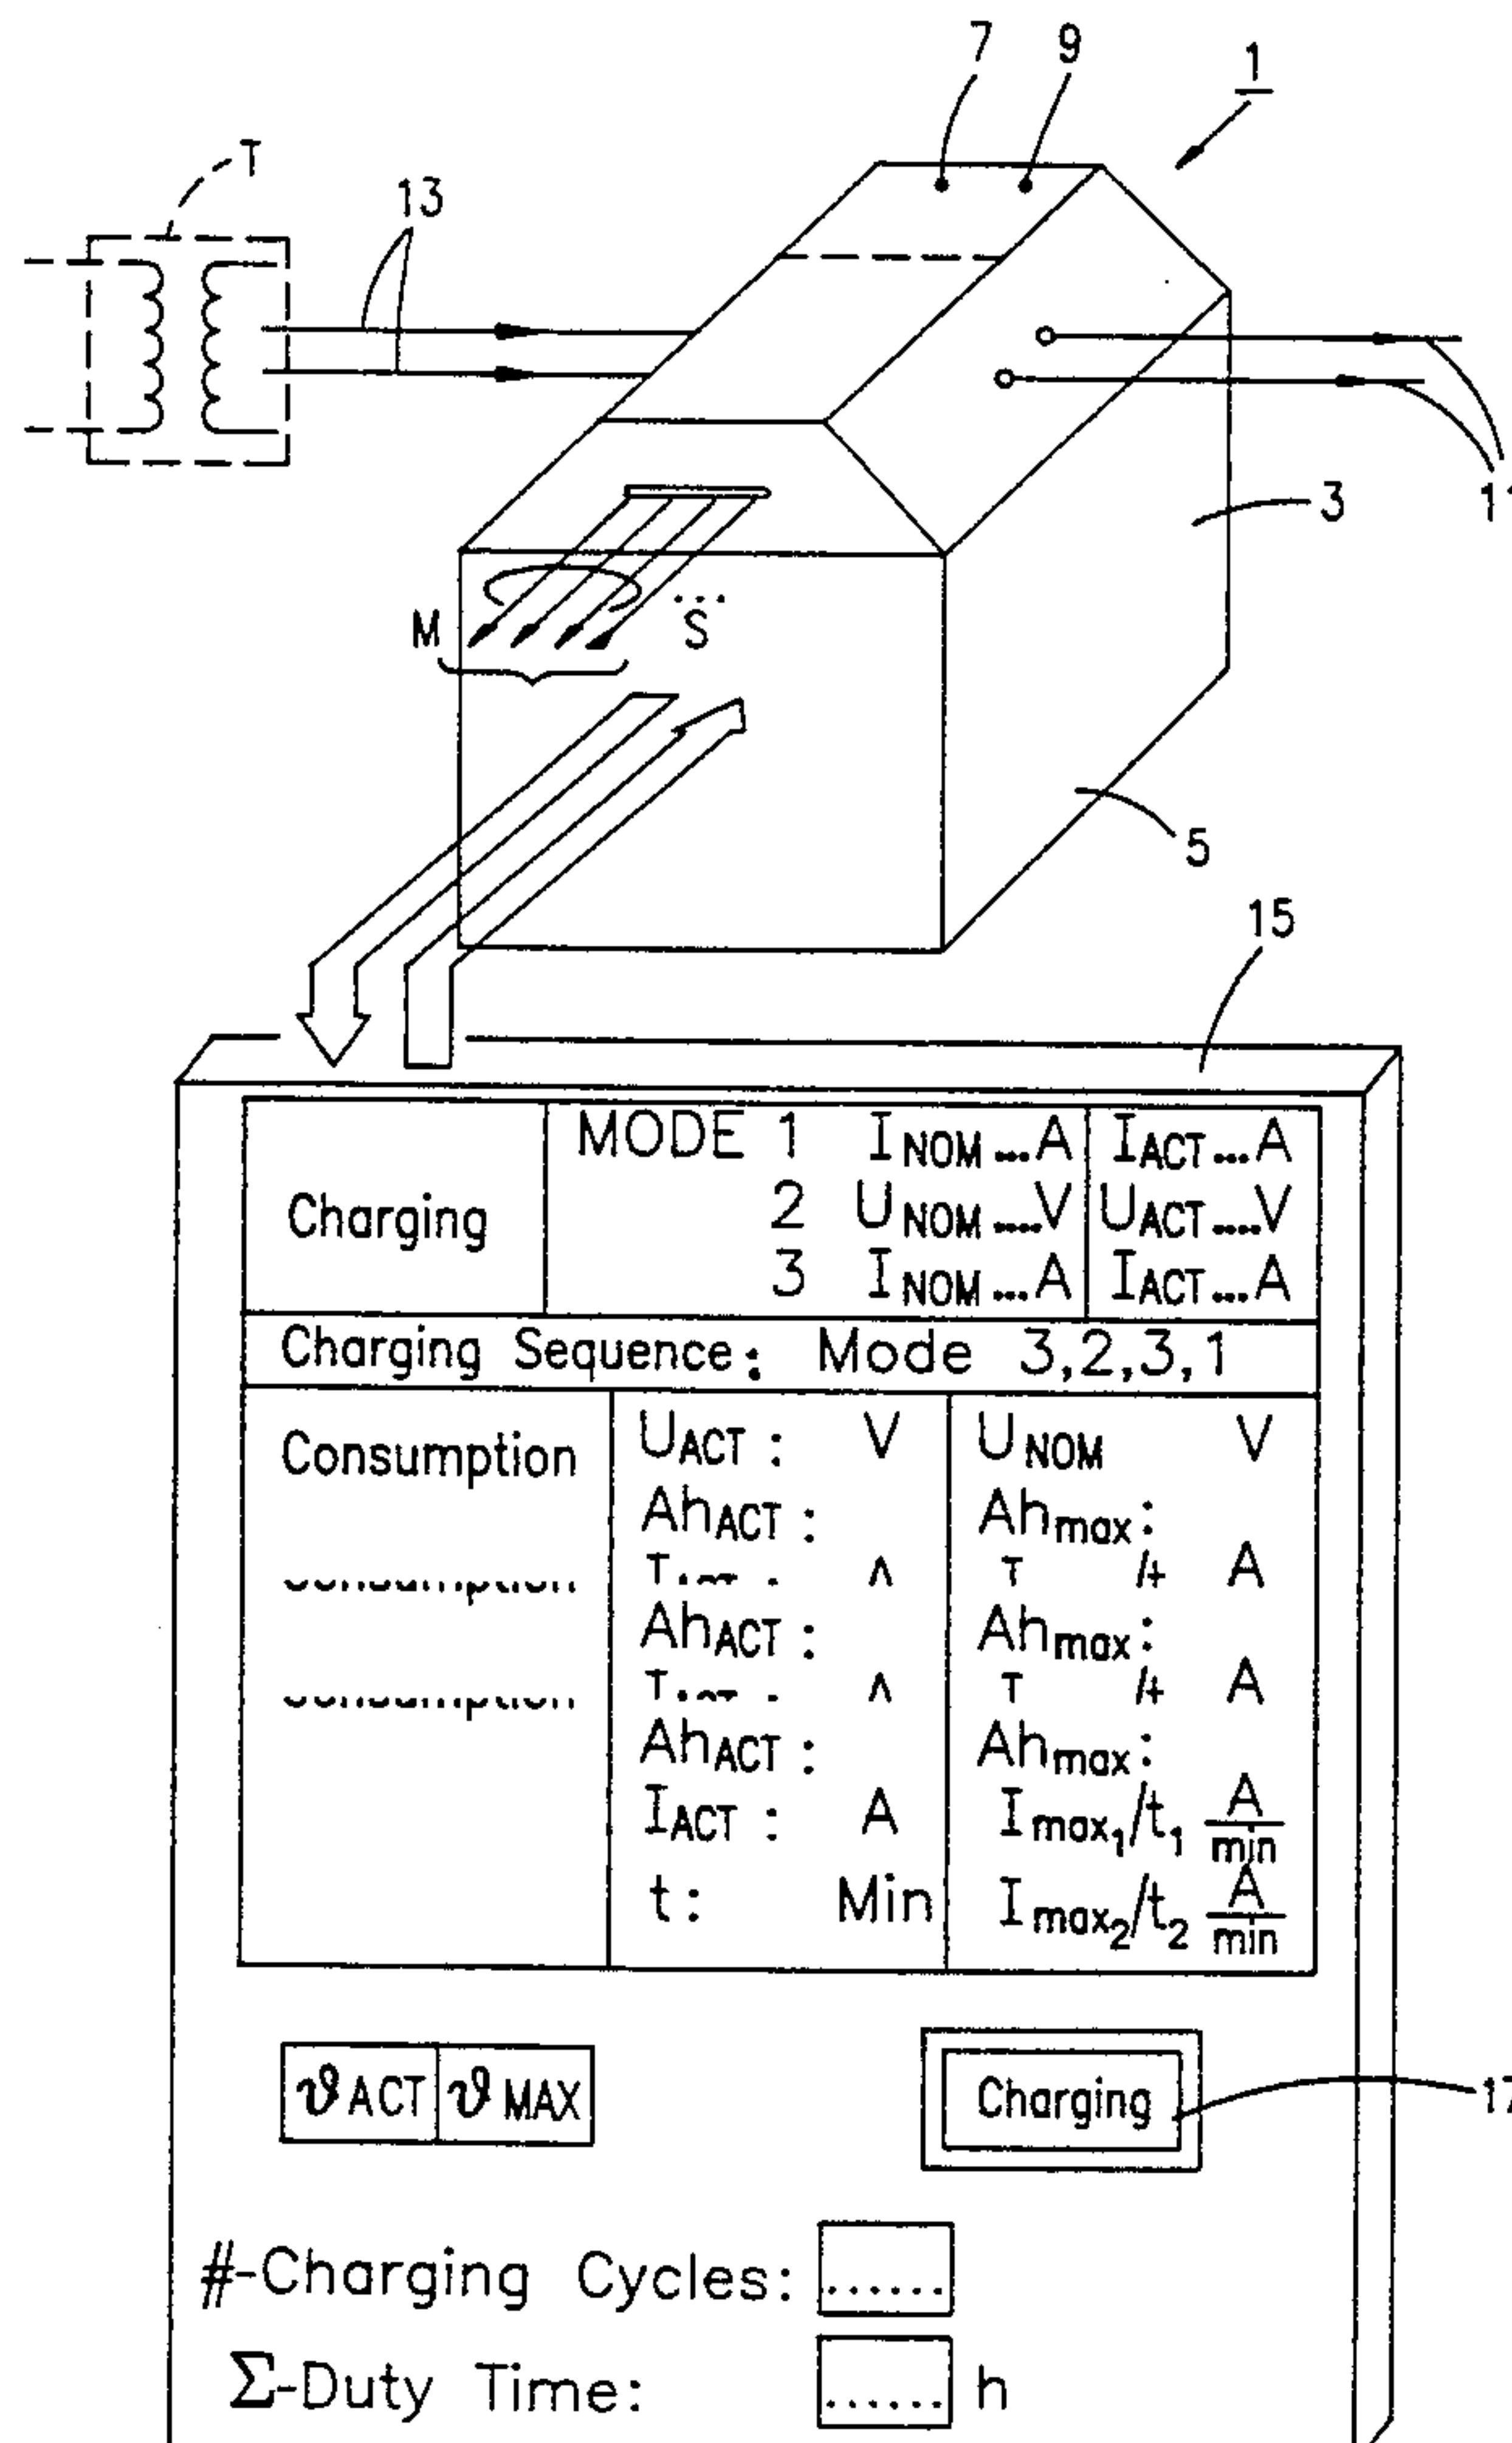 7 9 1
T
13
11
3
M S
5
15
MODE 1 I NOM ... A I ACT ... A
Charging 2 U NOM .... V U ACT .... V
3 I NOM ... A I ACT ... A
Charging Sequence: Mode 3,2,3,1
Consumption U ACT : V U NOM V
Ah ACT : Ah max :
A
Ah ACT : Ah max :
A
Ah ACT : Ah max :
I ACT : A I max1/t1 A/min
t: Min I max2/t2 A/min
ϑ ACT ϑ MAX Charging
17
#-Charging Cycles: ......
Σ-Duty Time: ...... h